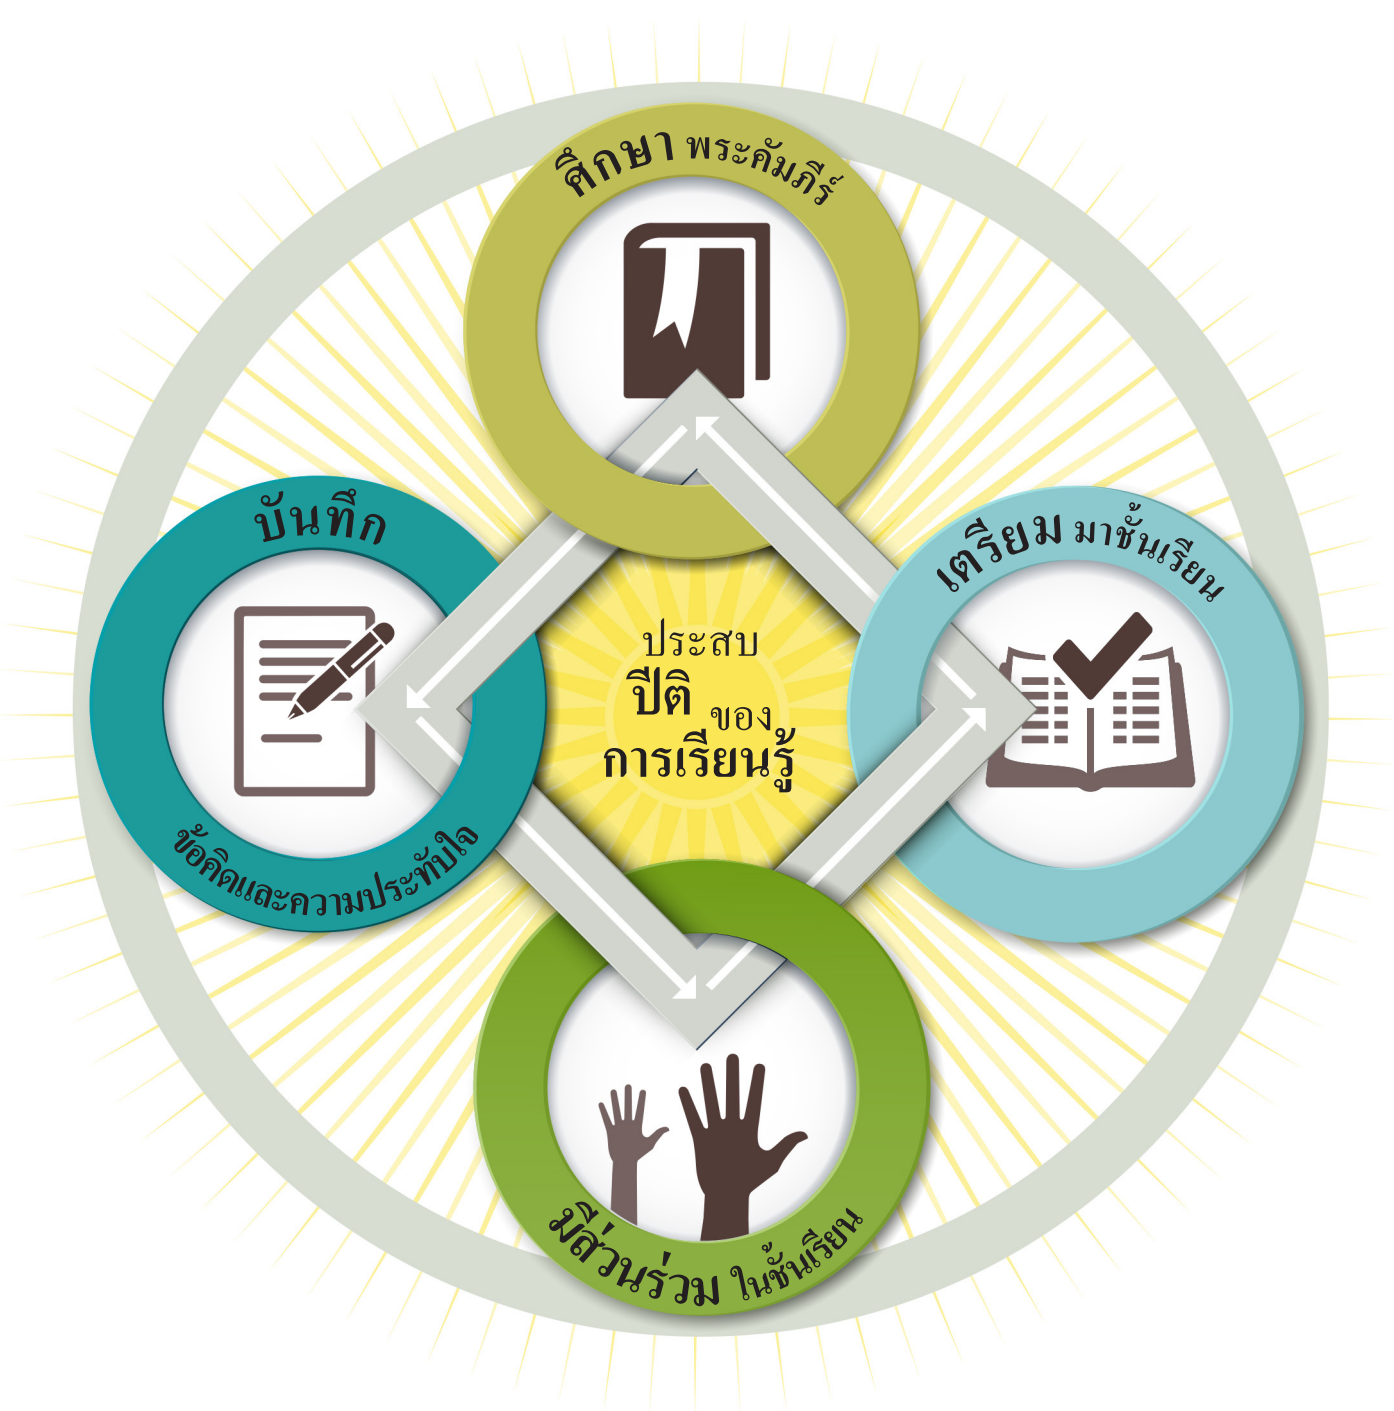 ศึกษา พระคัมภีร์
บันทึก
ข้อคิดและความประทับใจ
เตรียม มาชั้นเรียน
ประสบ
ปีติ ของ
การเรียนรู้
มีส่วนร่วม ในชั้นเรียน